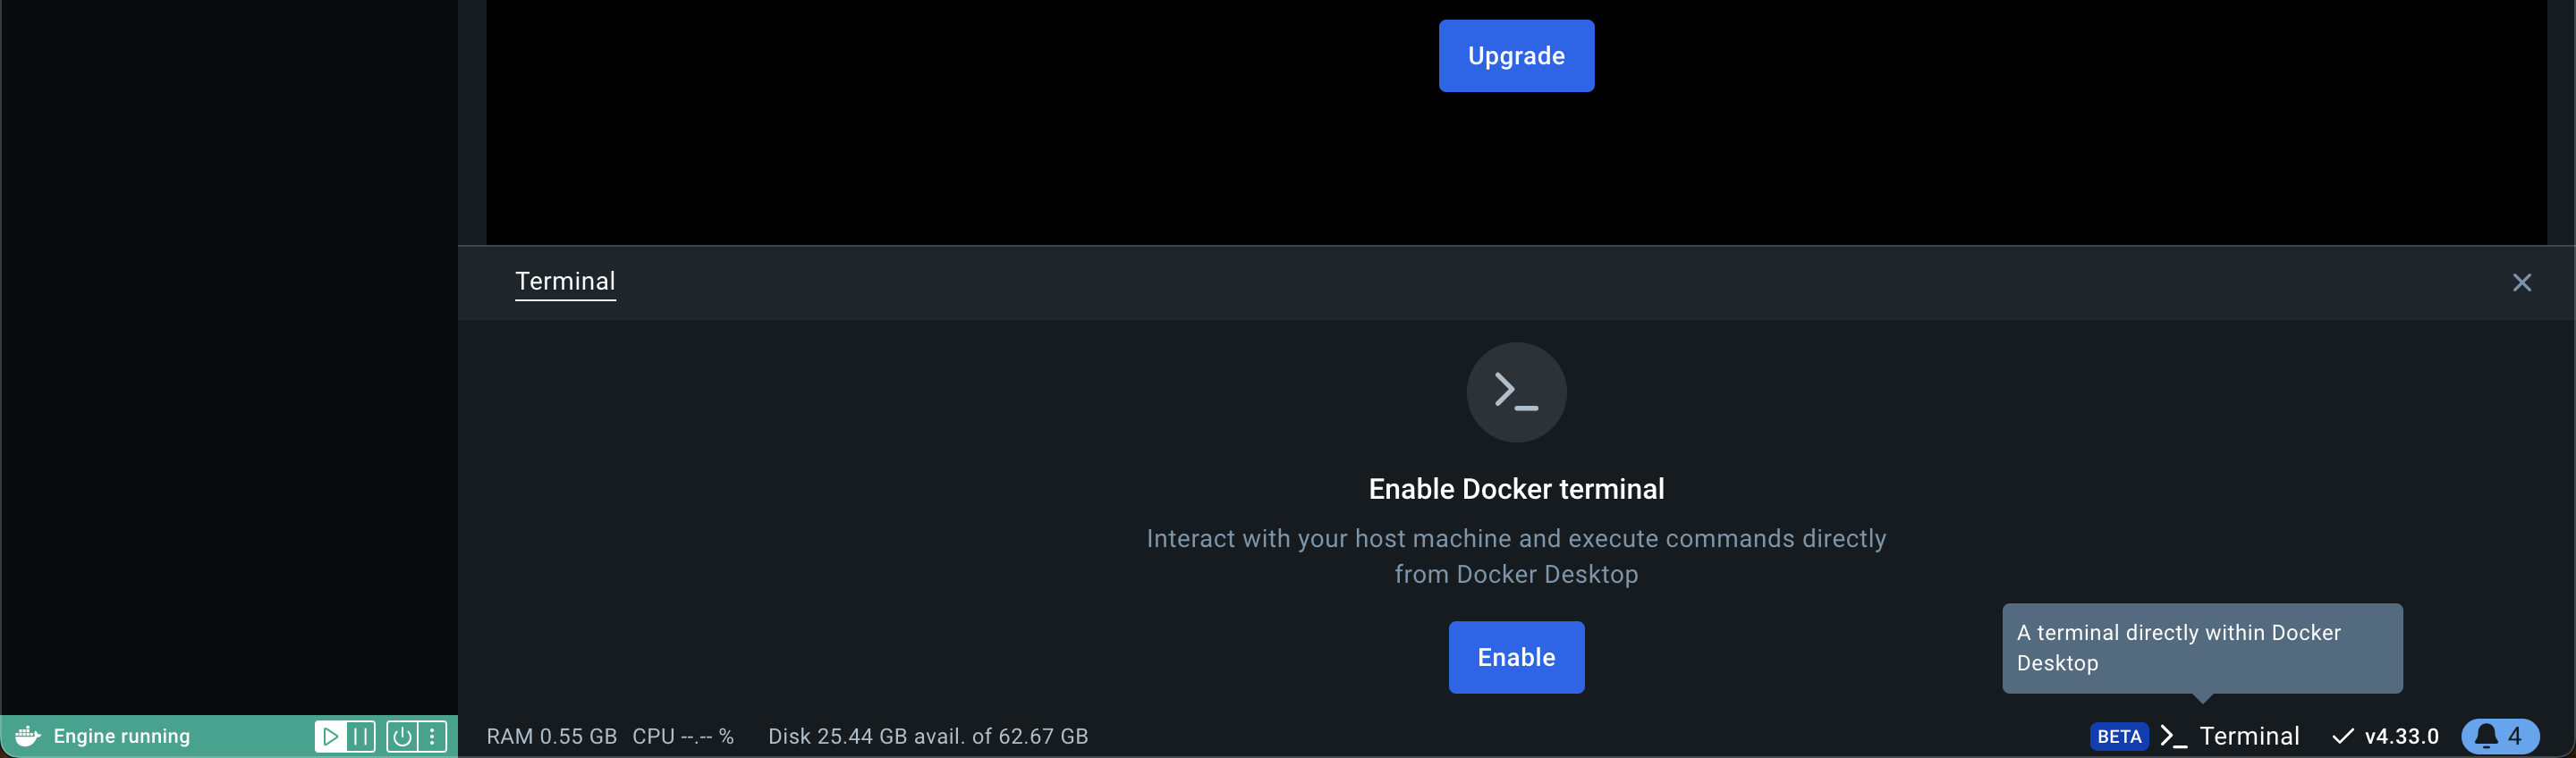 Upgrade
Terminal
Enable Docker terminal
Interact with your host machine and execute commands directly
from Docker Desktop
Enable
A terminal directly within Docker
Desktop
Engine running
RAM 0.55 GB CPU --.-- % Disk 25.44 GB avail. of 62.67 GB
BETA >_ Terminal ✓ v4.33.0 4